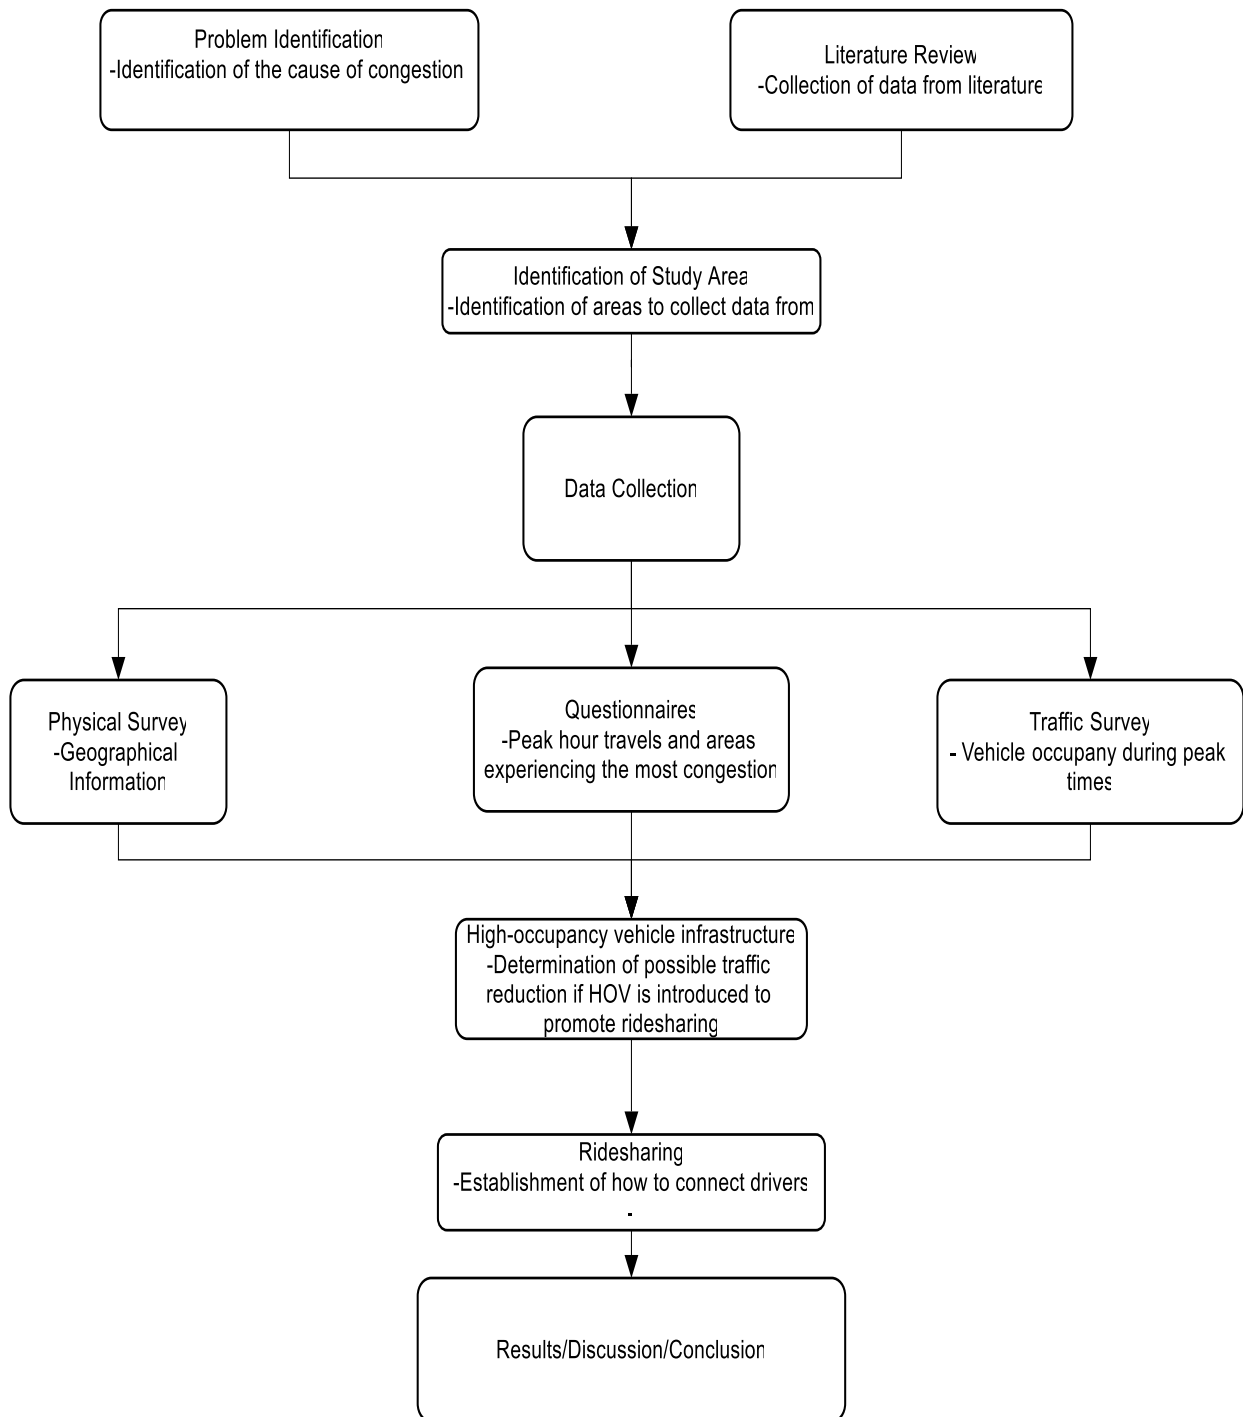 Problem Identification
-Identification of the cause of congestion
Literature Review
-Collection of data from literature
Identification of Study Area
-Identification of areas to collect data from
Data Collection
Physical Survey
-Geographical
Information
Questionnaires
-Peak hour travels and areas
experiencing the most congestion
Traffic Survey
- Vehicle occupany during peak
times
High-occupancy vehicle infrastructure
-Determination of possible traffic
reduction if HOV is introduced to
promote ridesharing
Ridesharing
-Establishment of how to connect drivers
-
Results/Discussion/Conclusion